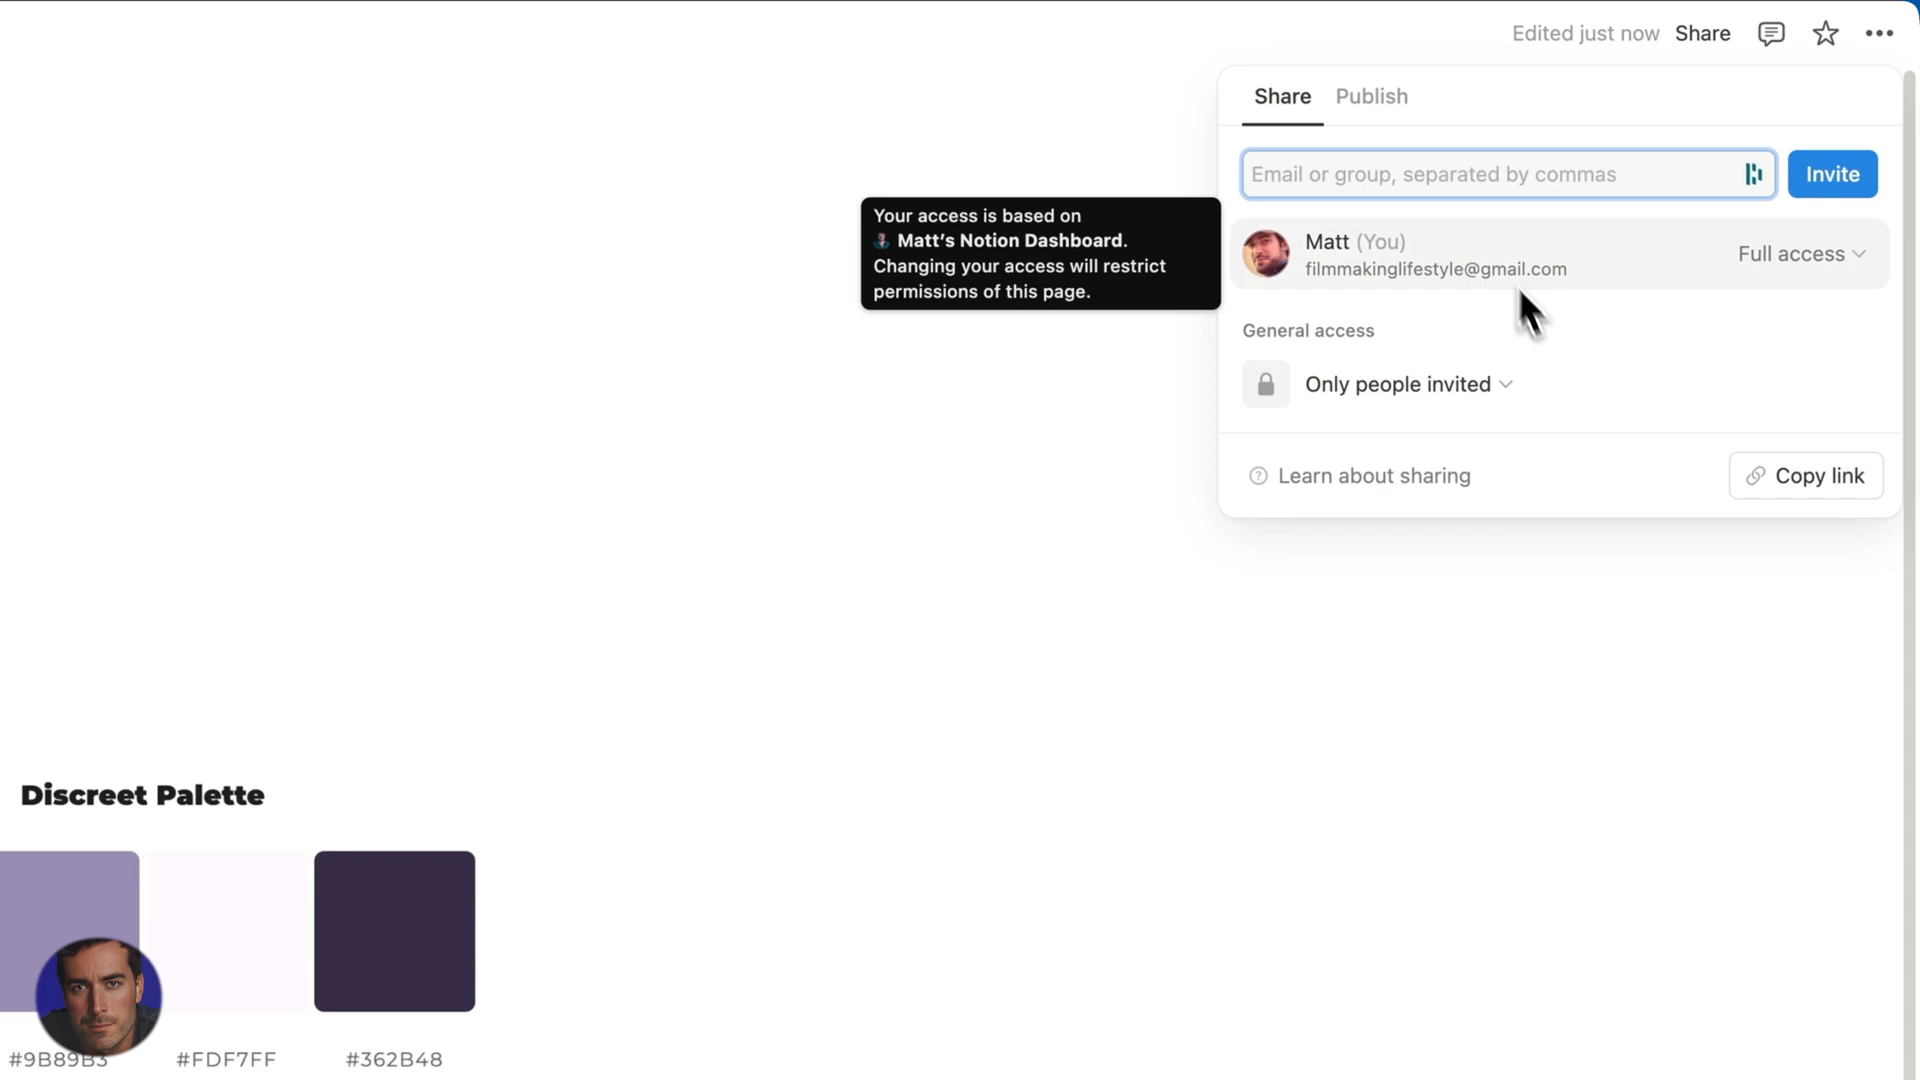 Edited just now Share
Share Publish
Email or group, separated by commas Invite
Your access is based on
Matt's Notion Dashboard.
Changing your access will restrict
permissions of this page.
Matt (You)
filmmakinglifestyle@gmail.com
Full access
General access
Only people invited
Learn about sharing Copy link
Discreet Palette
#9B89B3 #FDF7FF #362B48